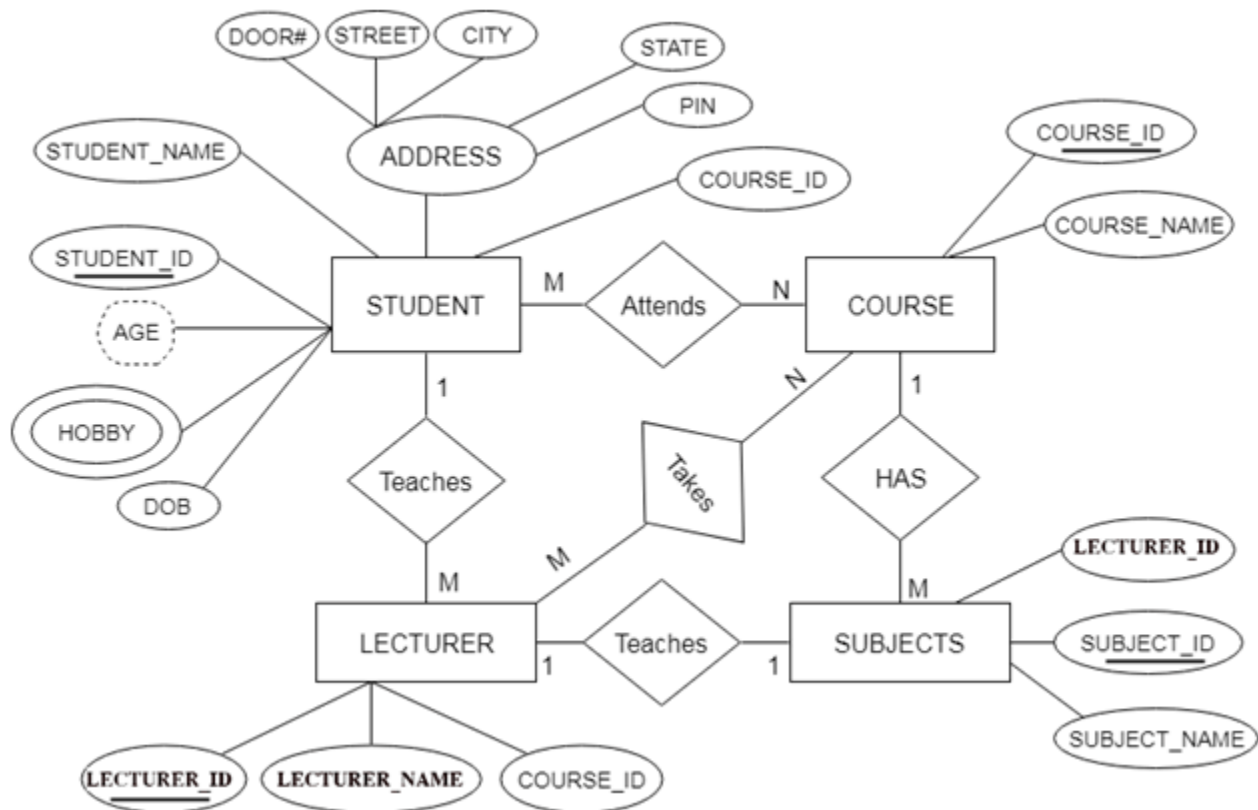 DOOR#
STREET
CITY
STATE
PIN
STUDENT_NAME
ADDRESS
COURSE_ID
COURSE_ID
COURSE_NAME
STUDENT_ID
AGE
HOBBY
DOB
STUDENT
M
Attends
N
COURSE
1
Teaches
M
N
Takes
M
1
HAS
M
LECTURER
1
Teaches
1
SUBJECTS
LECTURER_ID
SUBJECT_ID
SUBJECT_NAME
LECTURER_ID
LECTURER_NAME
COURSE_ID